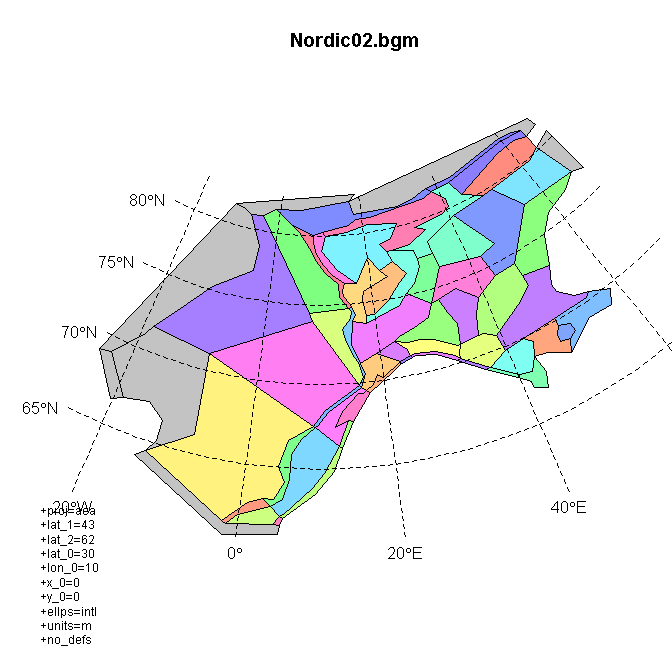 Nordic02.bgm
80°N
75°N
70°N
65°N
20°W
0°
20°E
40°E
+proj=aea
+lat_1=43
+lat_2=62
+lat_0=30
+lon_0=10
+x_0=0
+y_0=0
+ellps=intl
+units=m
+no_defs